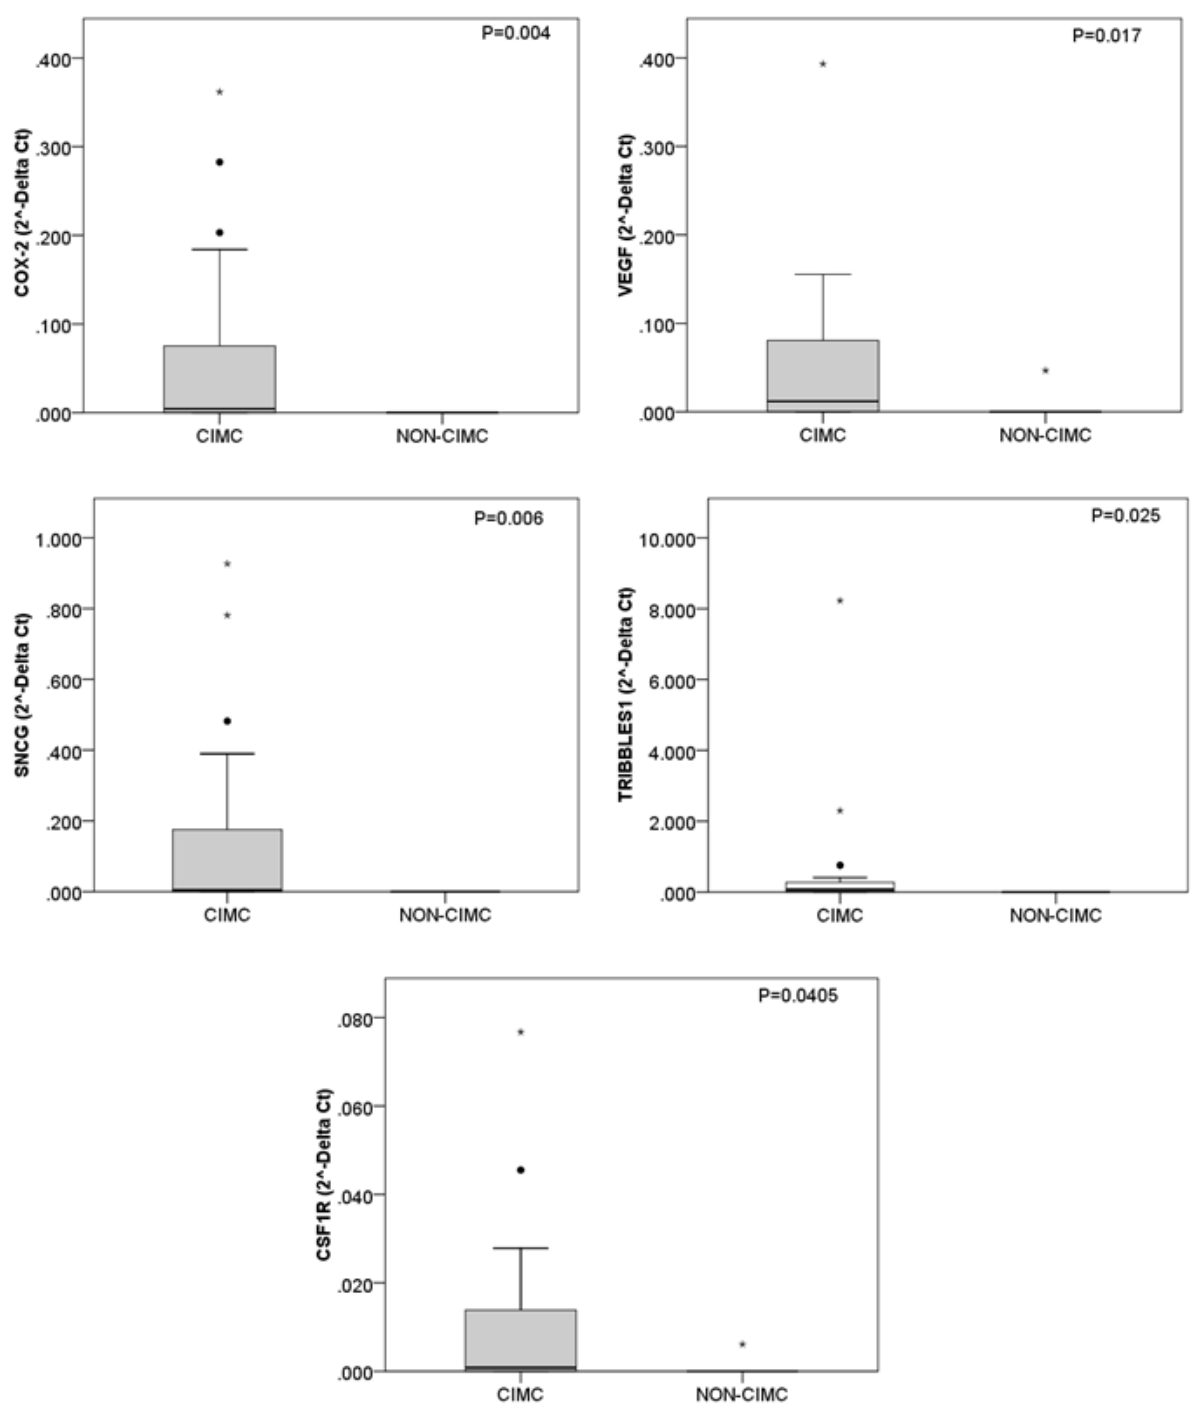 P=0.004
COX-2 (2^-Delta Ct)
.400
.300
.200
.100
.000
CIMC
NON-CIMC
P=0.017
VEGF (2^-Delta Ct)
.400
.300
.200
.100
.000
CIMC
NON-CIMC
P=0.006
SNCG (2^-Delta Ct)
1.000
.800
.600
.400
.200
.000
CIMC
NON-CIMC
P=0.025
TRIBBLES1 (2^-Delta Ct)
10.000
8.000
6.000
4.000
2.000
.000
CIMC
NON-CIMC
P=0.0405
CSF1R (2^-Delta Ct)
.080
.060
.040
.020
.000
CIMC
NON-CIMC